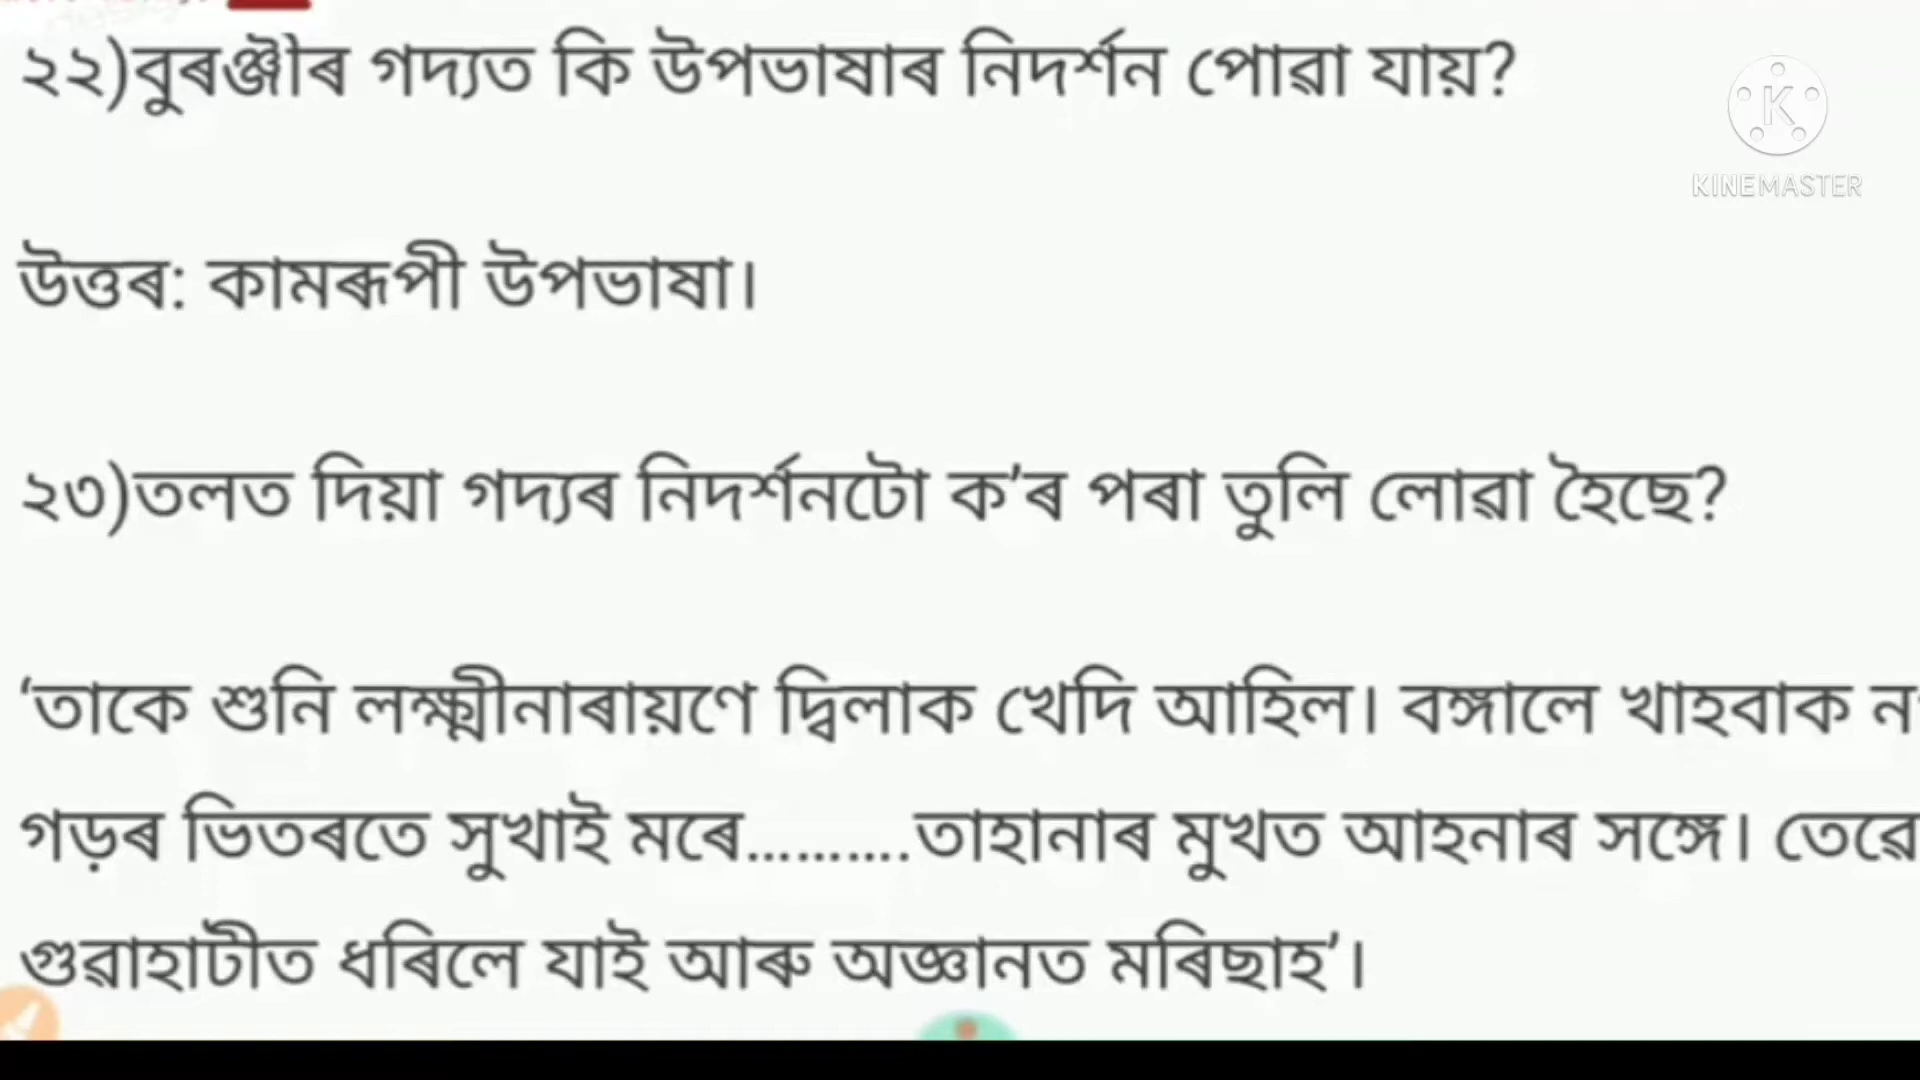 ২২)বুৰঞ্জীৰ গদ্যত কি উপভাষাৰ নিদৰ্শন পোৱা যায়?
KINEMASTER
উত্তৰ: কামৰূপী উপভাষা।
২৩)তলত দিয়া গদ্যৰ নিদৰ্শনটো ক'ৰ পৰা তুলি লোৱা হৈছে?
‘তাকে শুনি লক্ষ্মীনাৰায়ণে দ্বিলাক খেদি আহিল। বঙ্গালে খাহবাক
গড়ৰ ভিতৰতে সুখাই মৰে..........তাহানাৰ মুখত আহনাৰ সঙ্গে। তেৱে
গুৱাহাটীত ধৰিলে যাই আৰু অজ্ঞানত মৰিছাহ’।